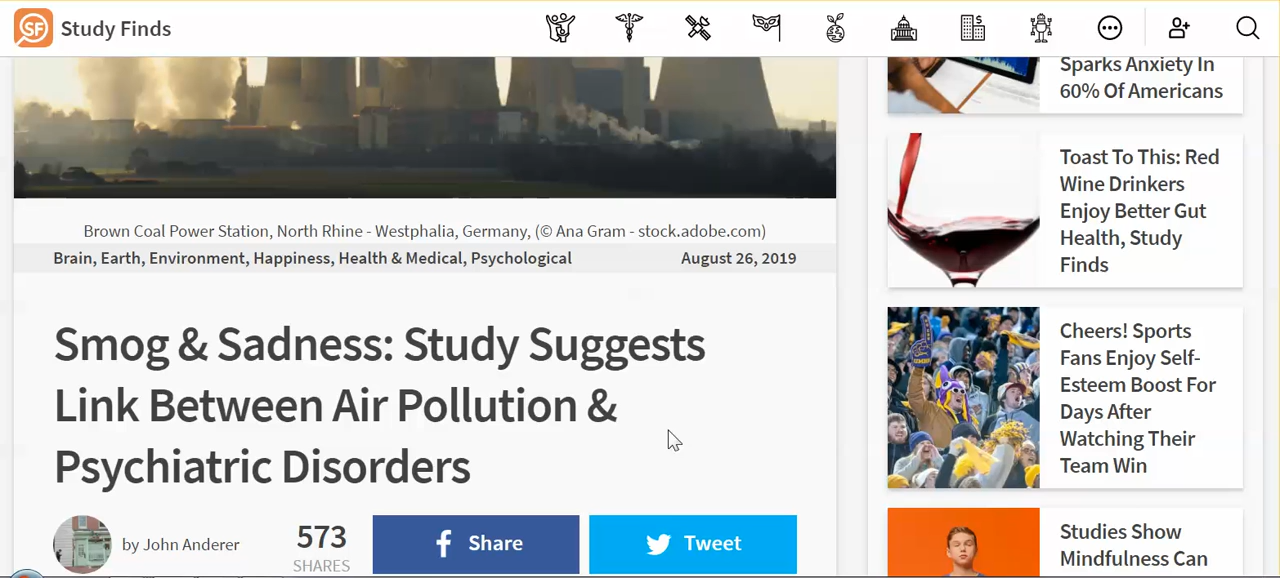 Study Finds
Brown Coal Power Station, North Rhine - Westphalia, Germany, (© Ana Gram - stock.adobe.com)
Brain, Earth, Environment, Happiness, Health & Medical, Psychological
August 26, 2019
Smog & Sadness: Study Suggests
Link Between Air Pollution &
Psychiatric Disorders
by John Anderer
573
SHARES
Share
Tweet
Sparks Anxiety In
60% Of Americans
Toast To This: Red
Wine Drinkers
Enjoy Better Gut
Health, Study
Finds
Cheers! Sports
Fans Enjoy Self-
Esteem Boost For
Days After
Watching Their
Team Win
Studies Show
Mindfulness Can